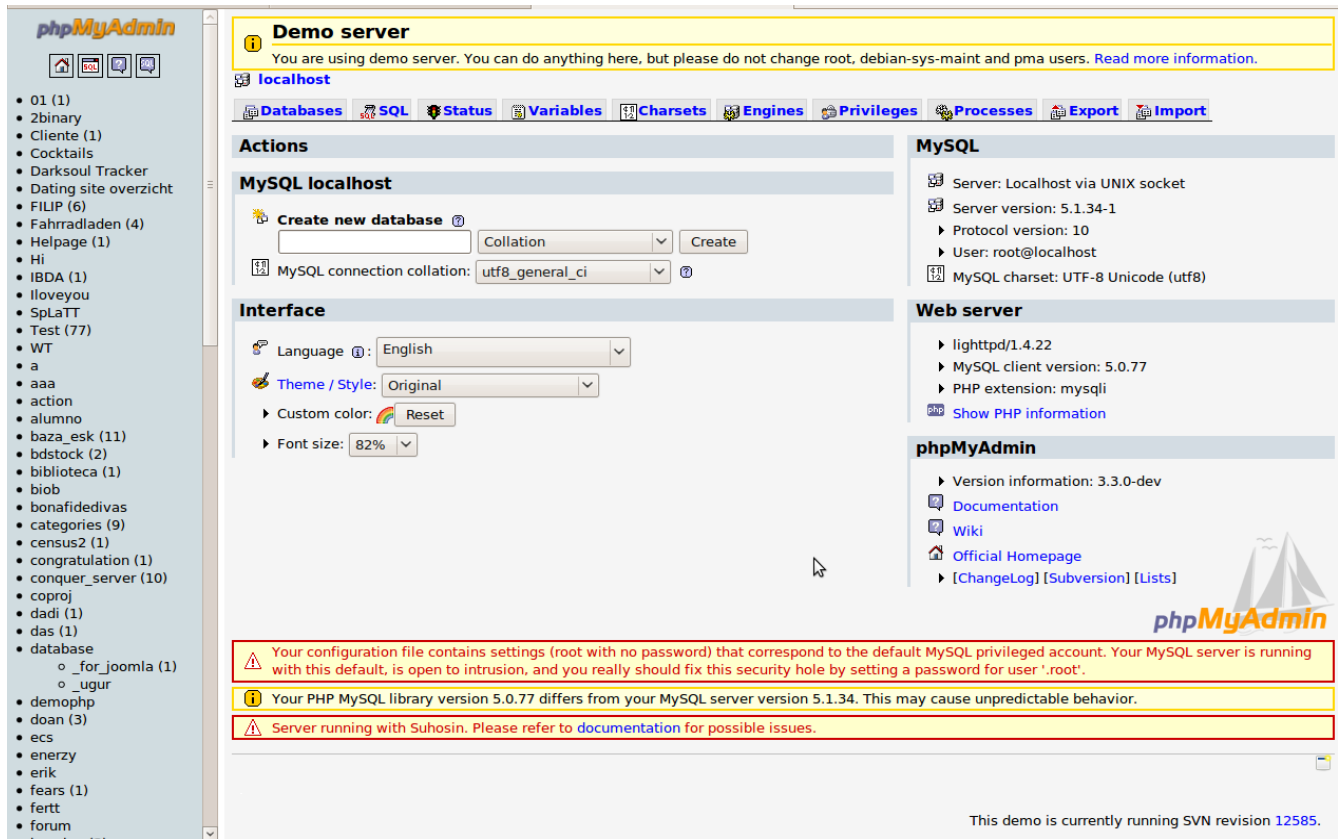 phpMyAdmin
SQL
SQL
01 (1)
2binary
Cliente (1)
Cocktails
Darksoul Tracker
Dating site overzicht
FILIP (6)
Fahrradladen (4)
Helpage (1)
Hi
IBDA (1)
Iloveyou
SpLaTT
Test (77)
WT
a
aaa
action
alumno
baza_esk (11)
bdstock (2)
biblioteca (1)
biob
bonafidedivas
categories (9)
census2 (1)
congratulation (1)
conquer_server (10)
coproj
dadi (1)
das (1)
database
_for_joomla (1)
_ugur
demophp
doan (3)
ecs
enerzy
erik
fears (1)
fertt
forum
Demo server
You are using demo server. You can do anything here, but please do not change root, debian-sys-maint and pma users. Read more information.
localhost
Databases SQL Status Variables Charsets Engines Privileges Processes Export Import
Actions
MySQL localhost
Create new database
Collation Create
MySQL connection collation: utf8_general_ci
Interface
Language : English
Theme / Style: Original
Custom color: Reset
Font size: 82%
MySQL
Server: Localhost via UNIX socket
Server version: 5.1.34-1
Protocol version: 10
User: root@localhost
MySQL charset: UTF-8 Unicode (utf8)
Web server
lighttpd/1.4.22
MySQL client version: 5.0.77
PHP extension: mysqli
php Show PHP information
phpMyAdmin
Version information: 3.3.0-dev
Documentation
Wiki
Official Homepage
[ChangeLog] [Subversion] [Lists]
phpMyAdmin
Your configuration file contains settings (root with no password) that correspond to the default MySQL privileged account. Your MySQL server is running
with this default, is open to intrusion, and you really should fix this security hole by setting a password for user '.root'.
Your PHP MySQL library version 5.0.77 differs from your MySQL server version 5.1.34. This may cause unpredictable behavior.
Server running with Suhosin. Please refer to documentation for possible issues.
This demo is currently running SVN revision 12585.